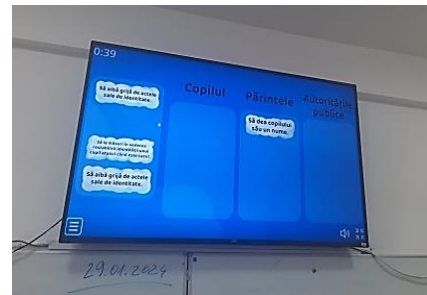 0:39
Copilul
Părintele
Autoritățile
publice
Să aibă grijă de actele
sale de identitate.
Să dea copilului
său un nume.
Să aibă grijă de actele
sale de identitate.
29.01.2024